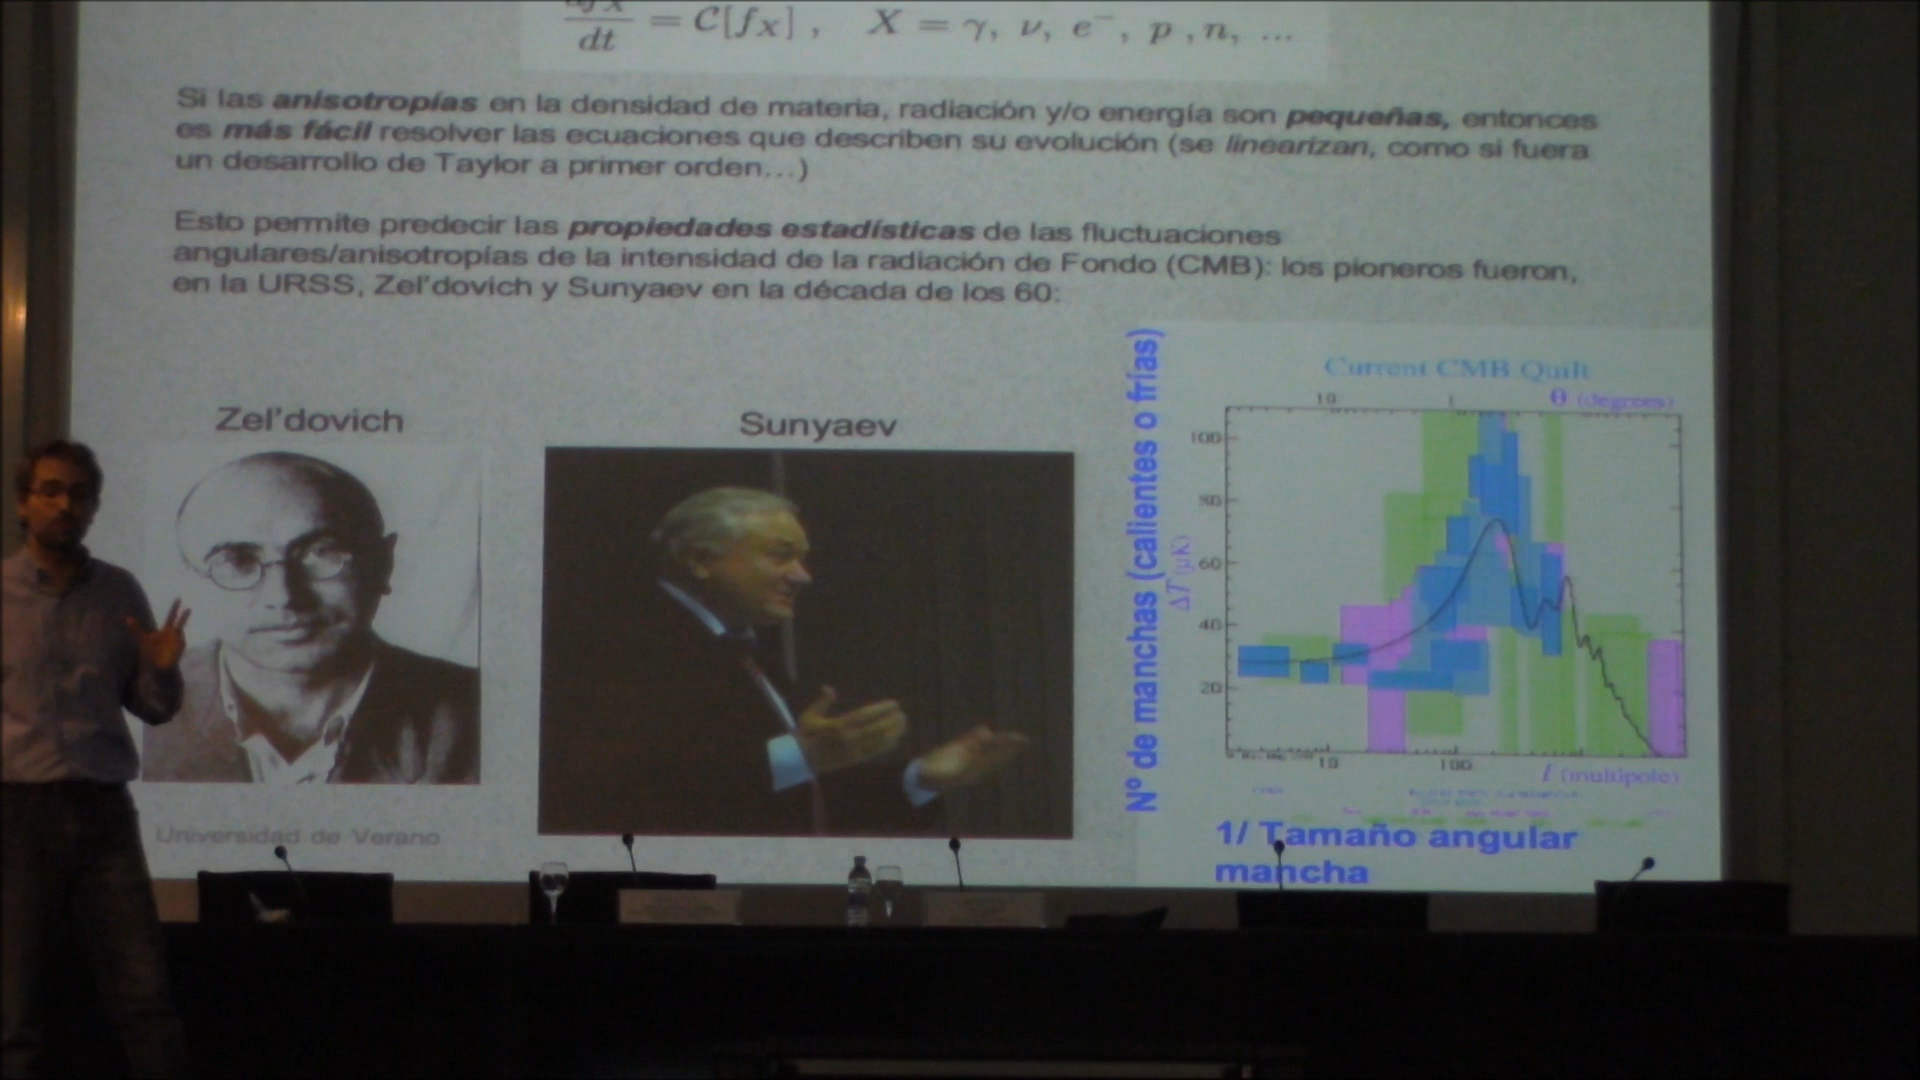 dt = C[fX] , X = γ, ν, e⁻, p ,n, ...
Si las anisotropías en la densidad de materia, radiación y/o energía son pequeñas, entonces
es más fácil resolver las ecuaciones que describen su evolución (se linearizan, como si fuera
un desarrollo de Taylor a primer orden...)
Esto permite predecir las propiedades estadísticas de las fluctuaciones
angulares/anisotropías de la intensidad de la radiación de Fondo (CMB): los pioneros fueron,
en la URSS, Zel'dovich y Sunyaev en la década de los 60:
Zel'dovich
Sunyaev
Nº de manchas (calientes o frías)
Current CMB Quilt
10 1 θ (degrees)
ΔT (μK)
100
80
60
40
20
10 100 l (multipole)
1/ Tamaño angular
mancha
Universidad de Verano